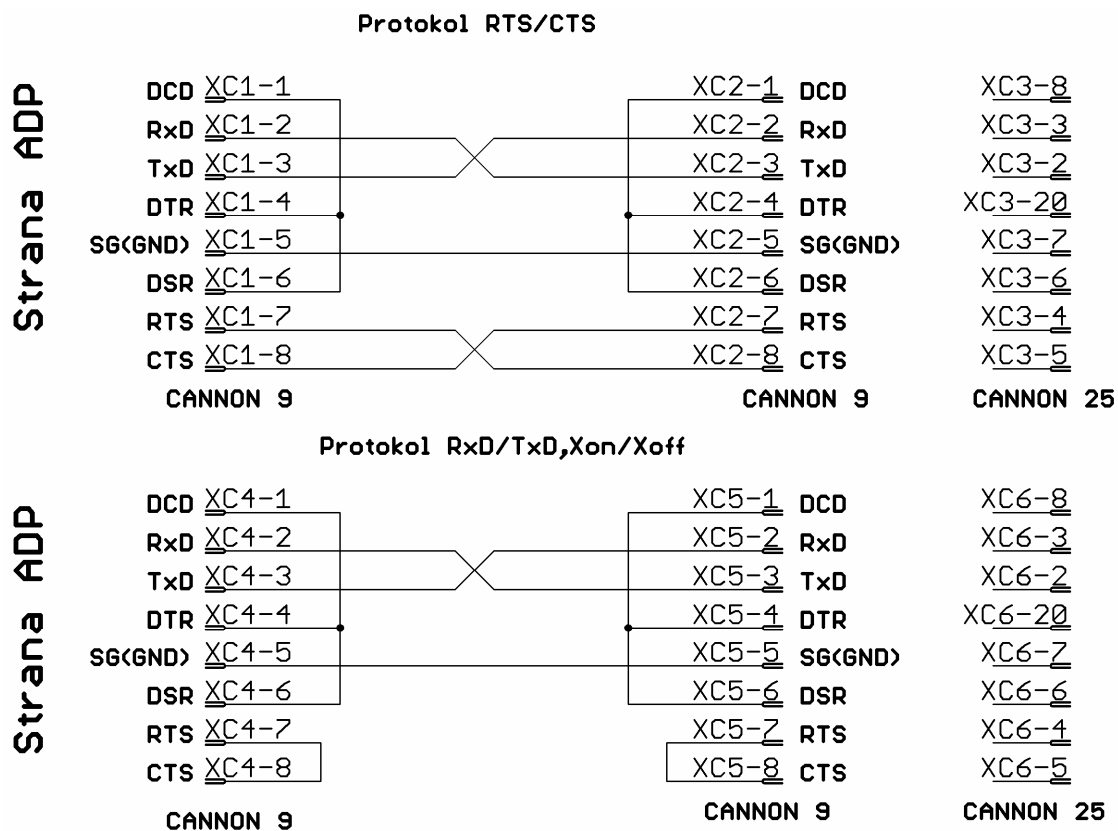 Protokol RTS/CTS
Strana ADP
DCD XC1-1 XC2-1 DCD XC3-8
RxD XC1-2 XC2-2 RxD XC3-3
TxD XC1-3 XC2-3 TxD XC3-2
DTR XC1-4 XC2-4 DTR XC3-20
SG(GND) XC1-5 XC2-5 SG(GND) XC3-7
DSR XC1-6 XC2-6 DSR XC3-6
RTS XC1-7 XC2-7 RTS XC3-4
CTS XC1-8 XC2-8 CTS XC3-5
CANNON 9 CANNON 9 CANNON 25
Protokol RxD/TxD,Xon/Xoff
Strana ADP
DCD XC4-1 XC5-1 DCD XC6-8
RxD XC4-2 XC5-2 RxD XC6-3
TxD XC4-3 XC5-3 TxD XC6-2
DTR XC4-4 XC5-4 DTR XC6-20
SG(GND) XC4-5 XC5-5 SG(GND) XC6-7
DSR XC4-6 XC5-6 DSR XC6-6
RTS XC4-7 XC5-7 RTS XC6-4
CTS XC4-8 XC5-8 CTS XC6-5
CANNON 9 CANNON 9 CANNON 25